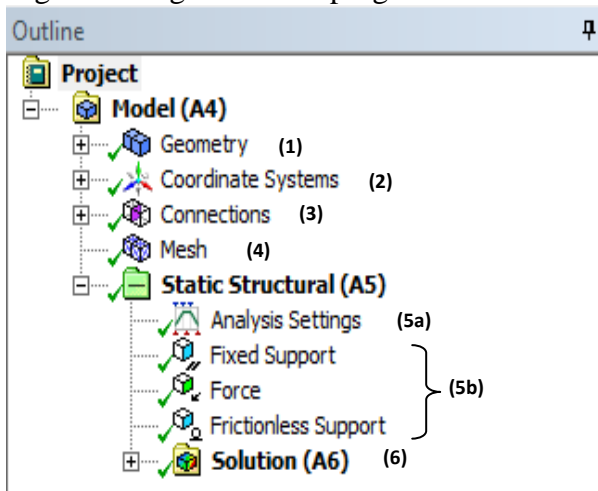 Outline
Project
Model (A4)
Geometry (1)
Coordinate Systems (2)
Connections (3)
Mesh (4)
Static Structural (A5)
Analysis Settings (5a)
Fixed Support
Force (5b)
Frictionless Support
Solution (A6) (6)